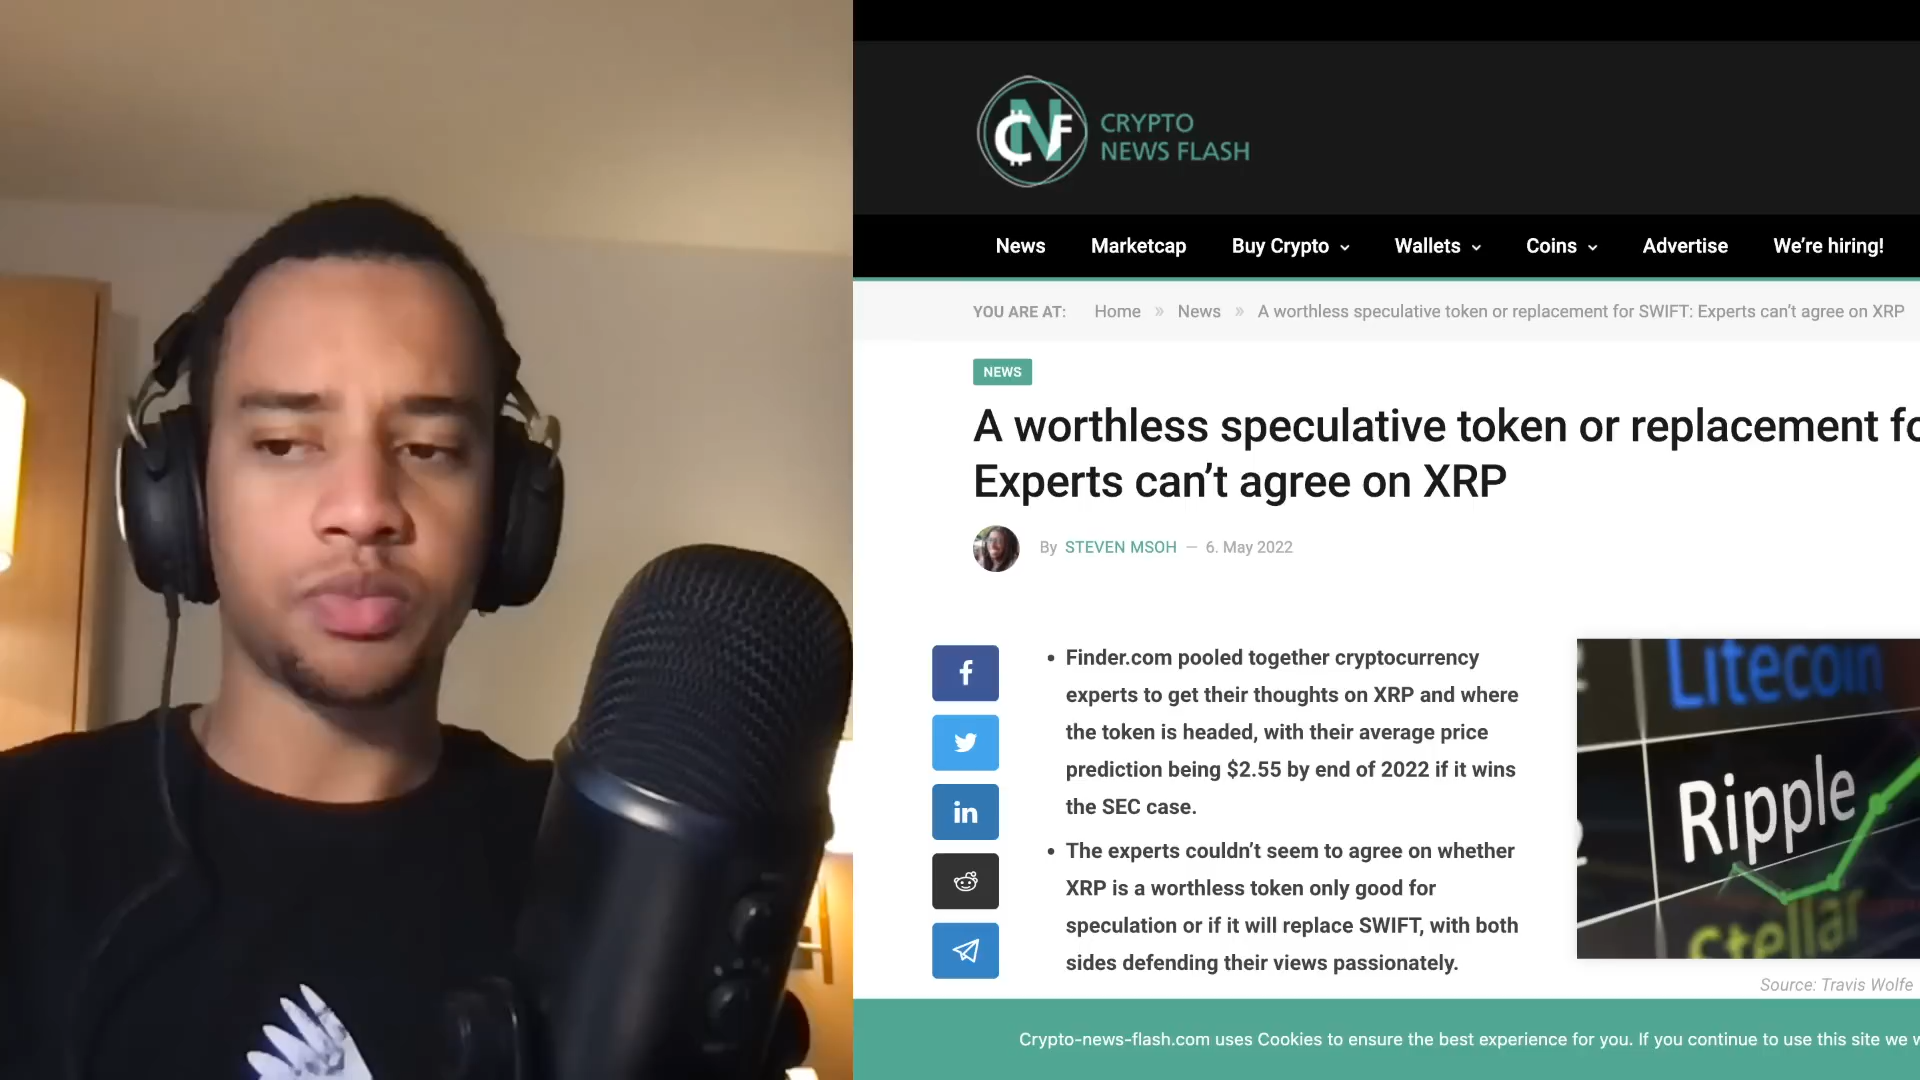 CNF
CRYPTO
NEWS FLASH
News Marketcap Buy Crypto Wallets Coins Advertise We're hiring!
YOU ARE AT: Home » News » A worthless speculative token or replacement for SWIFT: Experts can't agree on XRP
NEWS
A worthless speculative token or replacement
Experts can't agree on XRP
By STEVEN MSOH — 6. May 2022
• Finder.com pooled together cryptocurrency
experts to get their thoughts on XRP and where
the token is headed, with their average price
prediction being $2.55 by end of 2022 if it wins
the SEC case.
• The experts couldn't seem to agree on whether
XRP is a worthless token only good for
speculation or if it will replace SWIFT, with both
sides defending their views passionately.
Litecoin
Ripple
Stellar
Source: Travis Wolfe
Crypto-news-flash.com uses Cookies to ensure the best experience for you. If you continue to use this site we